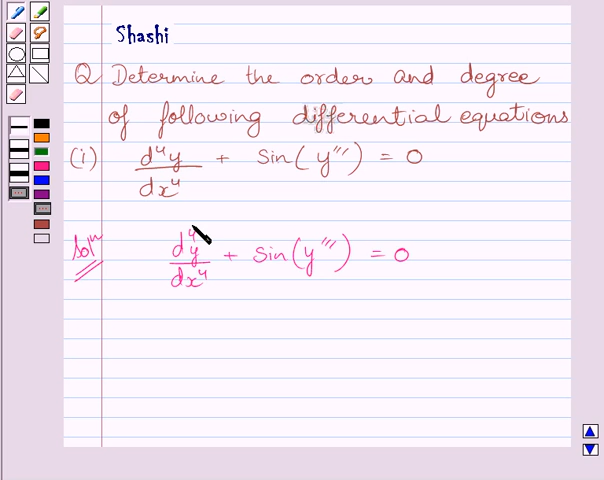 Shashi
Q Determine the order and degree
of following differential equations
(i) d⁴y/dx⁴ + sin(y''') = 0
Solⁿ d⁴y/dx⁴ + sin(y''') = 0